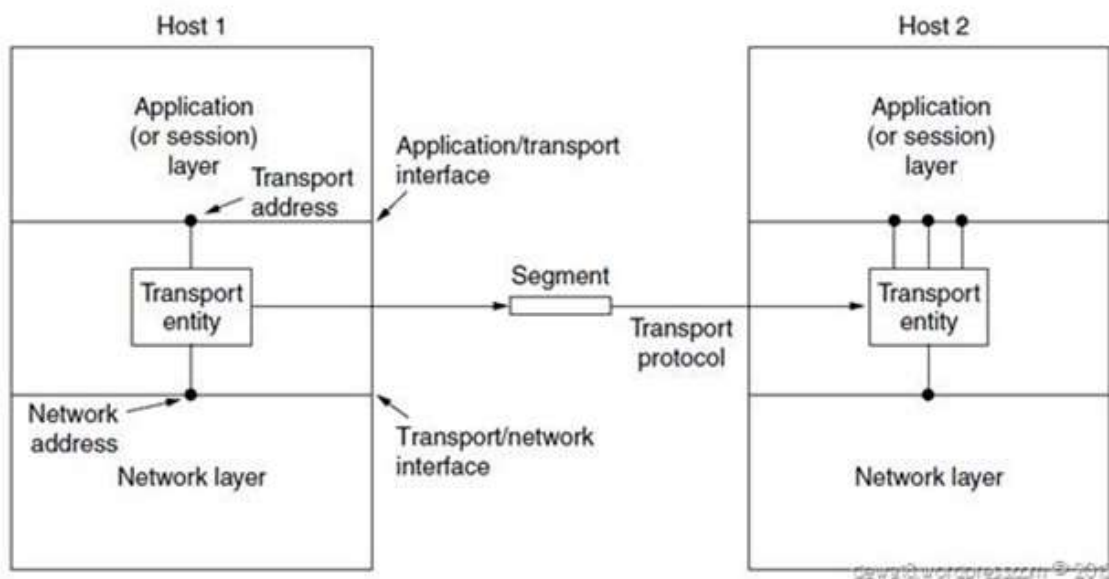 Host 1
Host 2
Application
(or session)
layer
Transport
address
Application/transport
interface
Application
(or session)
layer
Transport
entity
Segment
Transport
protocol
Transport
entity
Network
address
Transport/network
interface
Network layer
Network layer